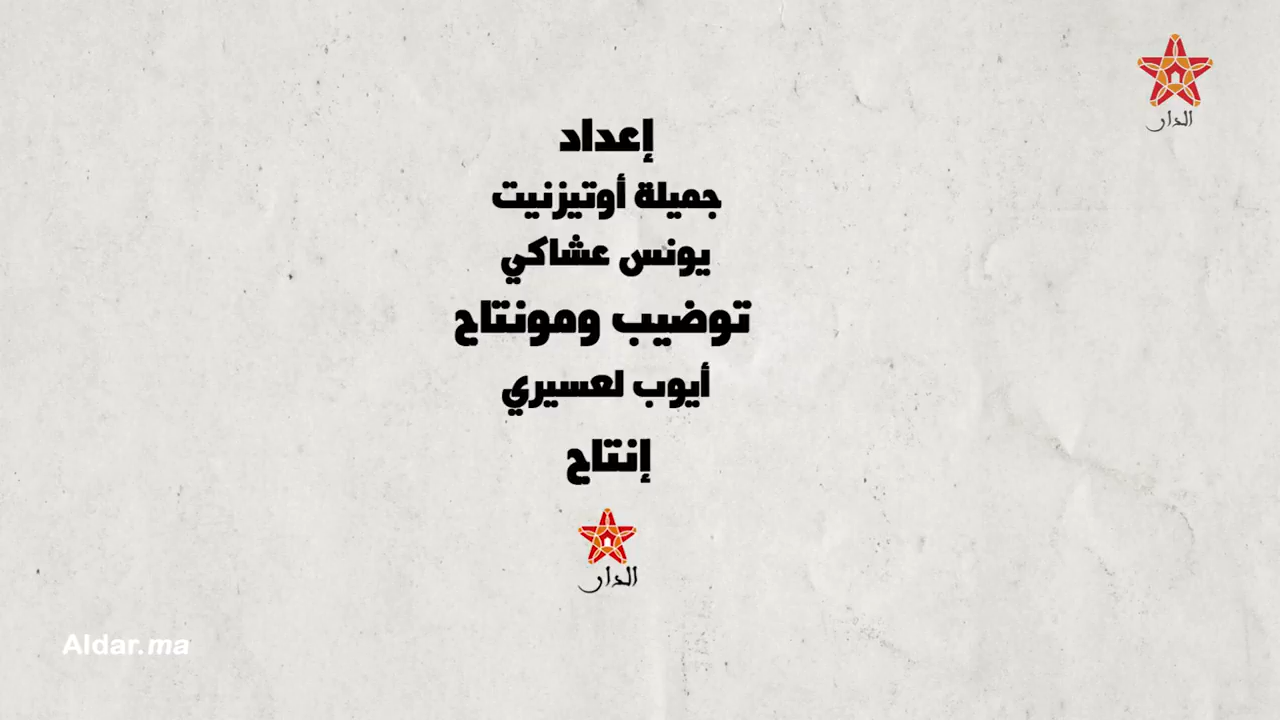 الدار
إعداد
جميلة أوتيزنيت
يونس عشاكي
توضيب ومونتاج
أيوب لعسيري
إنتاج
الدار
Aldar.ma